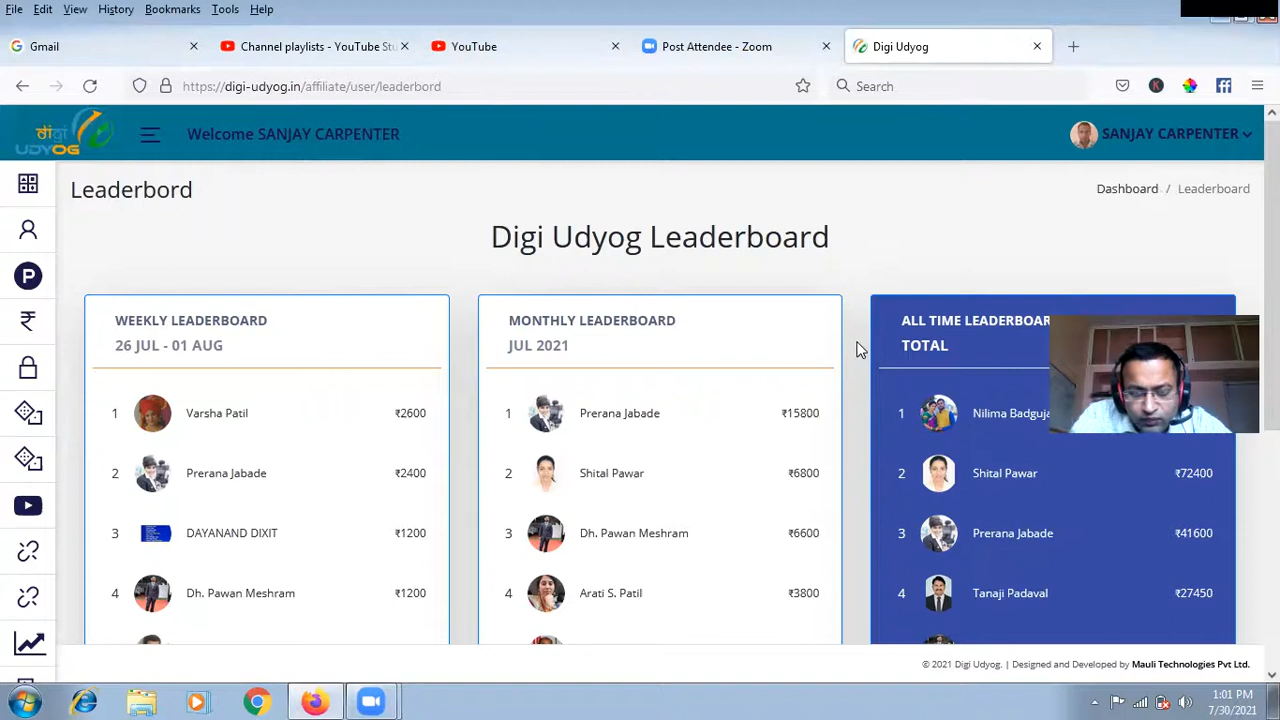 File Edit View History Bookmarks Tools Help
Gmail
Channel playlists - YouTube Stu
YouTube
Post Attendee - Zoom
Digi Udyog
https://digi-udyog.in/affiliate/user/leaderbord
Search
digi UDYOG
Welcome SANJAY CARPENTER
SANJAY CARPENTER
Leaderbord
Dashboard / Leaderboard
Digi Udyog Leaderboard
WEEKLY LEADERBOARD
26 JUL - 01 AUG
1 Varsha Patil ₹2600
2 Prerana Jabade ₹2400
3 DAYANAND DIXIT ₹1200
4 Dh. Pawan Meshram ₹1200
MONTHLY LEADERBOARD
JUL 2021
1 Prerana Jabade ₹15800
2 Shital Pawar ₹6800
3 Dh. Pawan Meshram ₹6600
4 Arati S. Patil ₹3800
ALL TIME LEADERBOAR
TOTAL
1 Nilima Badguja
2 Shital Pawar ₹72400
3 Prerana Jabade ₹41600
4 Tanaji Padaval ₹27450
© 2021 Digi Udyog. | Designed and Developed by Mauli Technologies Pvt Ltd.
1:01 PM
7/30/2021